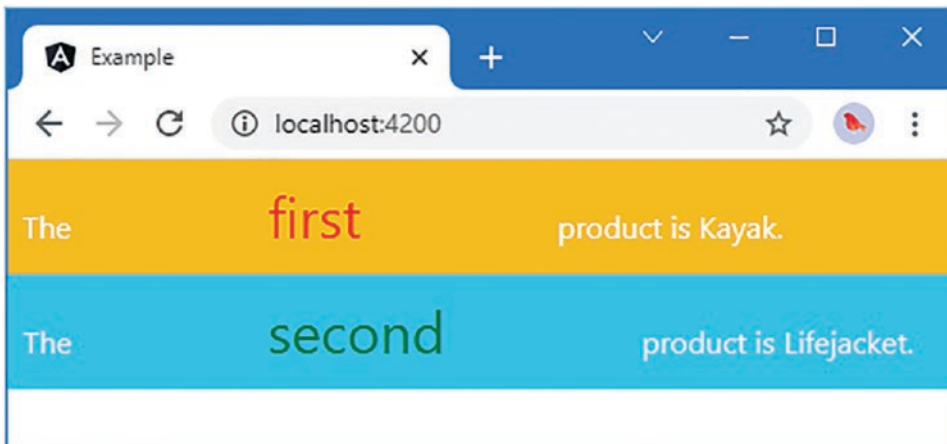 Example
localhost:4200
The first product is Kayak.
The second product is Lifejacket.